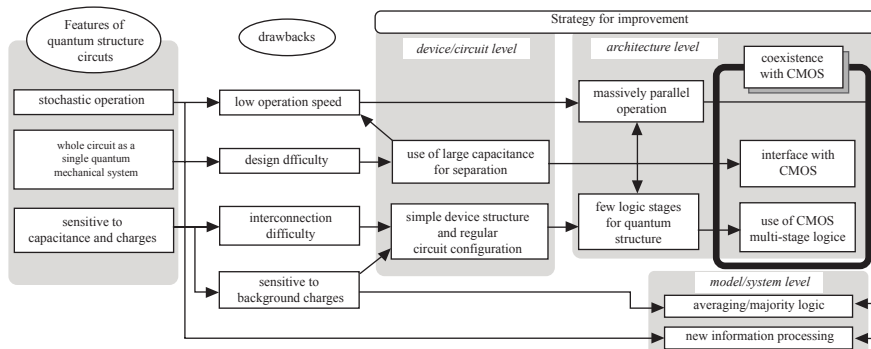 Strategy for improvement
Features of
quantum structure
circuts
drawbacks
device/circuit level
architecture level
coexistence
with CMOS
stochastic operation
low operation speed
massively parallel
operation
whole circuit as a
single quantum
mechanical system
design dfficulty
use of large capacitance
for separation
interface with
CMOS
sensitive to
capacitance and charges
interconnection
difficulty
simple device structure
and regular
circuit configuration
few logic stages
for quantum
structure
use of CMOS
multi-stage logice
sensitive to
background charges
model/system level
averaging/majority logic
new information processing